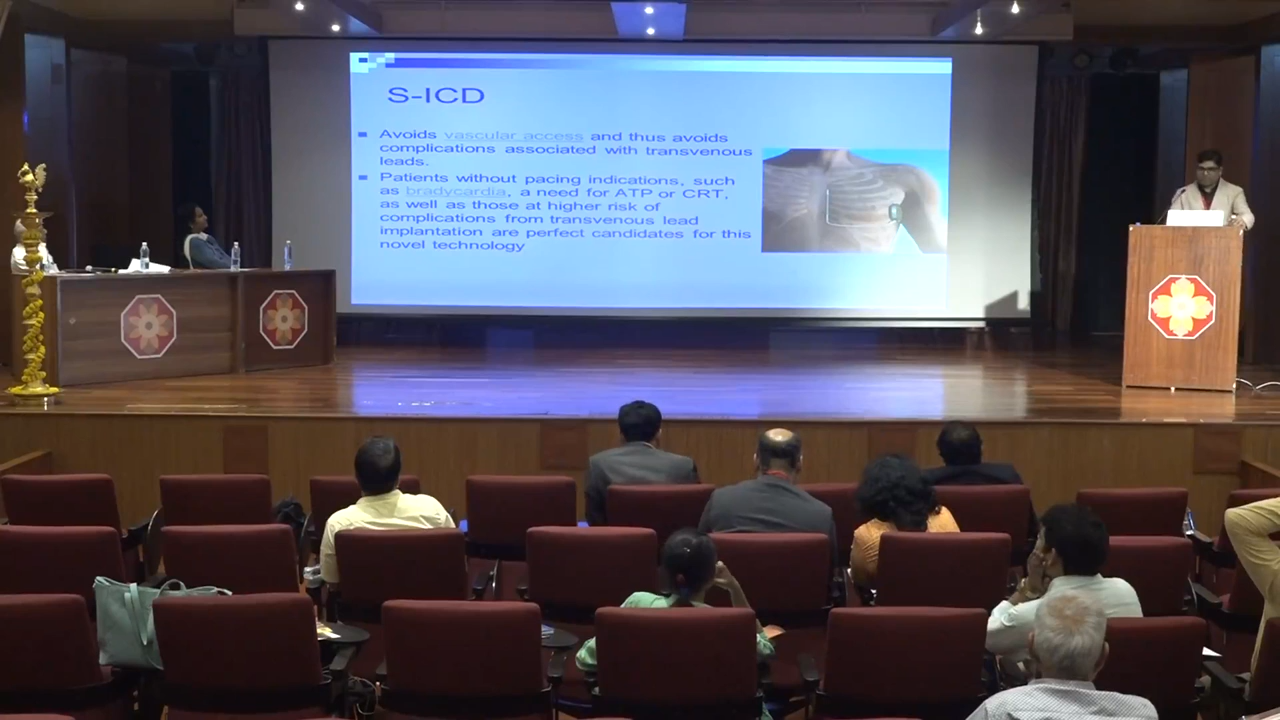 S-ICD
Avoids vascular access and thus avoids
complications associated with transvenous
leads.
Patients without pacing indications, such
as bradycardia, a need for ATP or CRT,
as well as those at higher risk of
complications from transvenous lead
implantation are perfect candidates for this
novel technology